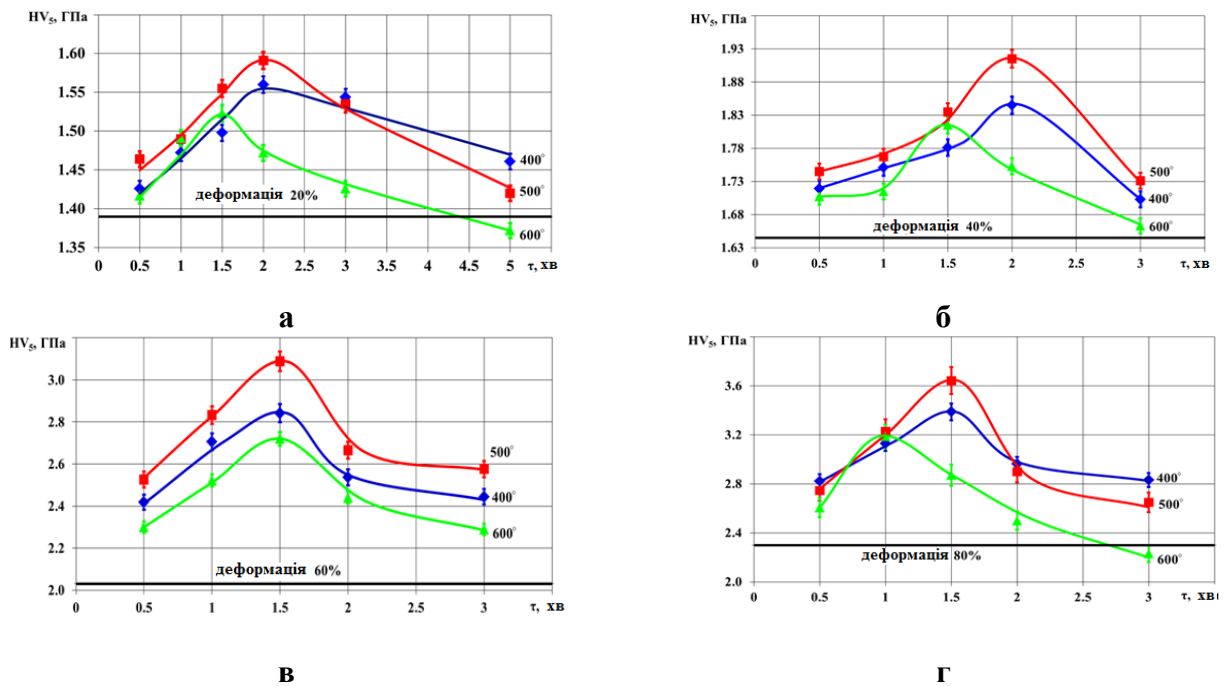 HV₅, ГПа
1.60
1.55
1.50
1.45
1.40
1.35
деформація 20%
400°
500°
600°
0 0.5 1 1.5 2 2.5 3 3.5 4 4.5 5 τ, хв
а
HV₅, ГПа
1.93
1.88
1.83
1.78
1.73
1.68
1.63
500°
400°
600°
деформація 40%
0 0.5 1 1.5 2 2.5 3 τ, хв
б
HV₅, ГПа
3.0
2.8
2.6
2.4
2.2
2.0
500°
400°
600°
деформація 60%
0 0.5 1 1.5 2 2.5 3 τ, хв
в
HV₅, ГПа
3.6
3.2
2.8
2.4
2.0
400°
500°
деформація 80%
600°
0 0.5 1 1.5 2 2.5 3 τ, хв
г